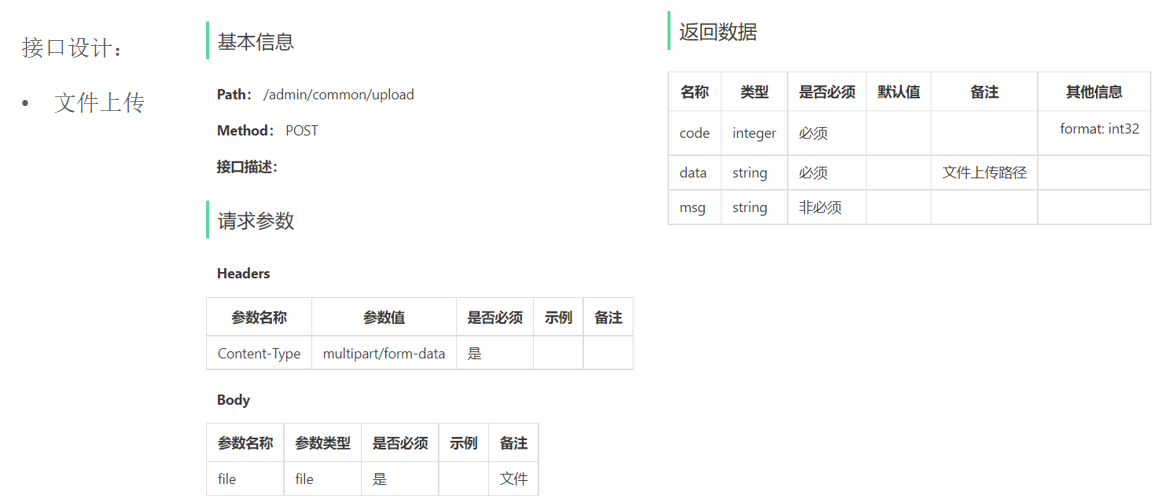 接口设计：
• 文件上传
基本信息
Path： /admin/common/upload
Method： POST
接口描述：
请求参数
Headers
参数名称 参数值 是否必须 示例 备注
Content-Type multipart/form-data 是
Body
参数名称 参数类型 是否必须 示例 备注
file file 是 文件
返回数据
名称 类型 是否必须 默认值 备注 其他信息
code integer 必须 format: int32
data string 必须 文件上传路径
msg string 非必须